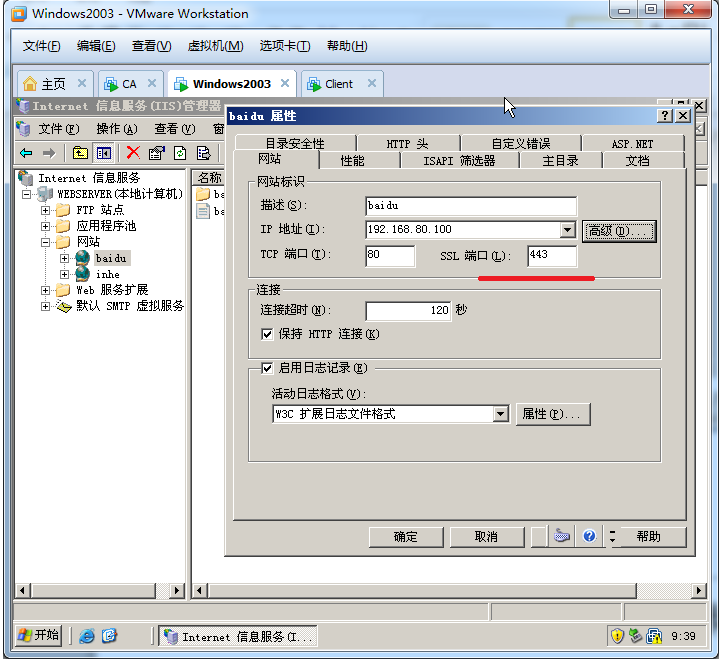 Windows2003 - VMware Workstation
文件(F) 编辑(E) 查看(V) 虚拟机(M) 选项卡(T) 帮助(H)
主页 CA Windows2003 Client
Internet 信息服务(IIS)管理器
baidu 属性
文件(F) 操作(A) 查看(V) 窗
目录安全性 HTTP 头 自定义错误 ASP.NET
网站 性能 ISAPI 筛选器 主目录 文档
Internet 信息服务
WEBSERVER(本地计算机)
FTP 站点
应用程序池
网站
baidu
inhe
Web 服务扩展
默认 SMTP 虚拟服务
名称
ba
ba
网站标识
描述(S): baidu
IP 地址(I): 192.168.80.100 高级(D)...
TCP 端口(T): 80 SSL 端口(L): 443
连接
连接超时(N): 120 秒
保持 HTTP 连接(K)
启用日志记录(E)
活动日志格式(V):
W3C 扩展日志文件格式 属性(P)...
确定 取消 帮助
开始 Internet 信息服务(I... 9:39